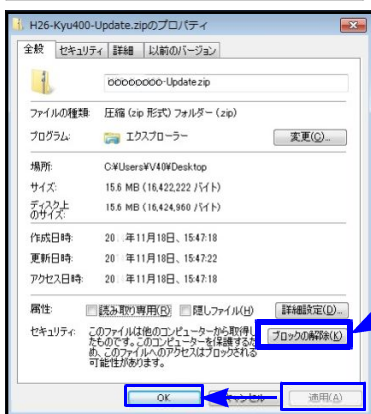 H26-Kyu400-Update.zipのプロパティ
全般 セキュリティ 詳細 以前のバージョン
oooooooo-Update.zip
ファイルの種類: 圧縮 (zip 形式) フォルダー (zip)
プログラム: エクスプローラー 変更(C)...
場所: C:¥Users¥V40¥Desktop
サイズ: 15.6 MB (16,422,222 バイト)
ディスク上
のサイズ: 15.6 MB (16,424,960 バイト)
作成日時: 20 年11月18日、15:47:18
更新日時: 20 年11月18日、15:47:22
アクセス日時: 20 年11月18日、15:47:18
属性: 読み取り専用(R) 隠しファイル(H) 詳細設定(D)...
セキュリティ: このファイルは他のコンピューターから取得し
たものです。このコンピューターを保護するた
め、このファイルへのアクセスはブロックされる
可能性があります。
ブロックの解除(K)
OK 適用(A)